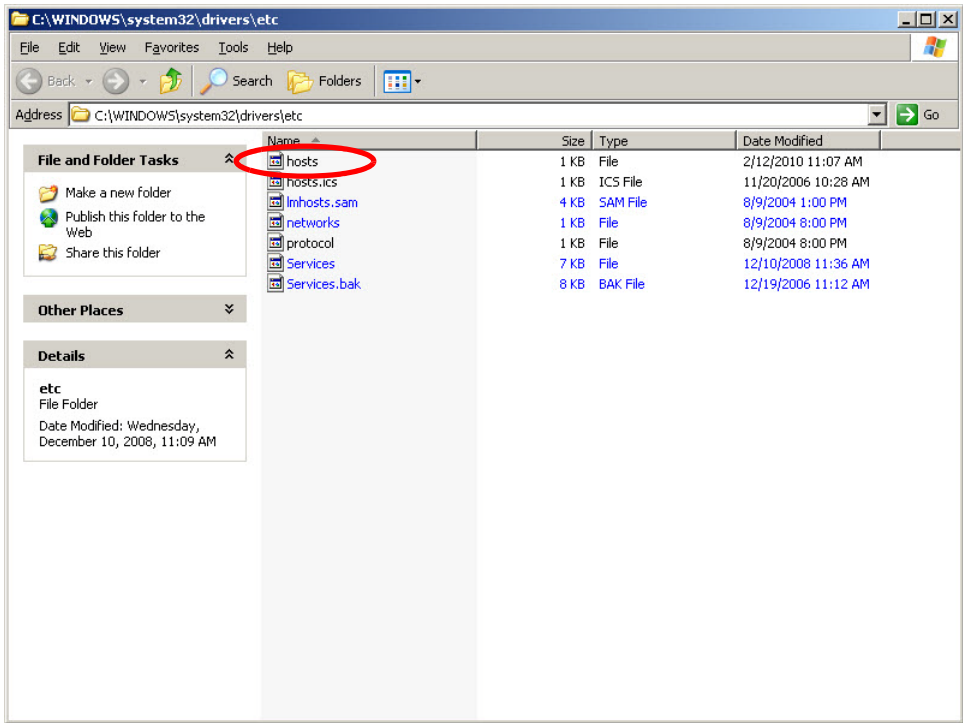 C:\WINDOWS\system32\drivers\etc
File Edit View Favorites Tools Help
Back Search Folders
Address C:\WINDOWS\system32\drivers\etc Go
Name Size Type Date Modified
File and Folder Tasks
Make a new folder
Publish this folder to the
Web
Share this folder
Other Places
Details
etc
File Folder
Date Modified: Wednesday,
December 10, 2008, 11:09 AM
hosts 1 KB File 2/12/2010 11:07 AM
hosts.ics 1 KB ICS File 11/20/2006 10:28 AM
lmhosts.sam 4 KB SAM File 8/9/2004 1:00 PM
networks 1 KB File 8/9/2004 8:00 PM
protocol 1 KB File 8/9/2004 8:00 PM
Services 7 KB File 12/10/2008 11:36 AM
Services.bak 8 KB BAK File 12/19/2006 11:12 AM